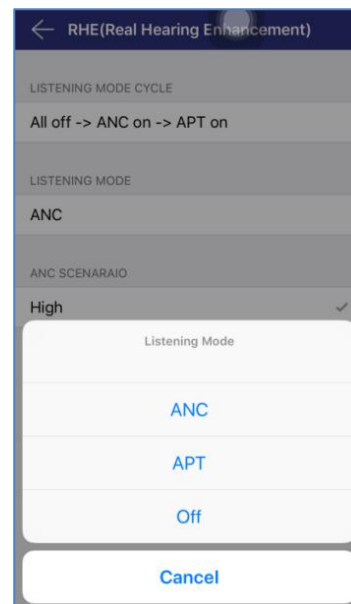 RHE(Real Hearing Enhancement)
LISTENING MODE CYCLE
All off -> ANC on -> APT on
LISTENING MODE
ANC
ANC SCENARAIO
High
Listening Mode
ANC
APT
Off
Cancel